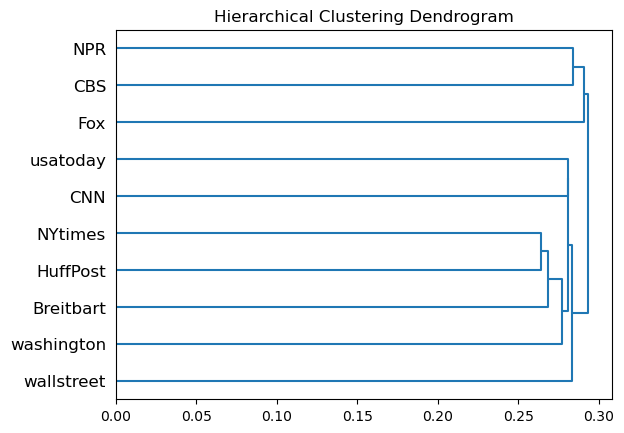 Hierarchical Clustering Dendrogram
NPR
CBS
Fox
usatoday
CNN
NYtimes
HuffPost
Breitbart
washington
wallstreet
0.00 0.05 0.10 0.15 0.20 0.25 0.30